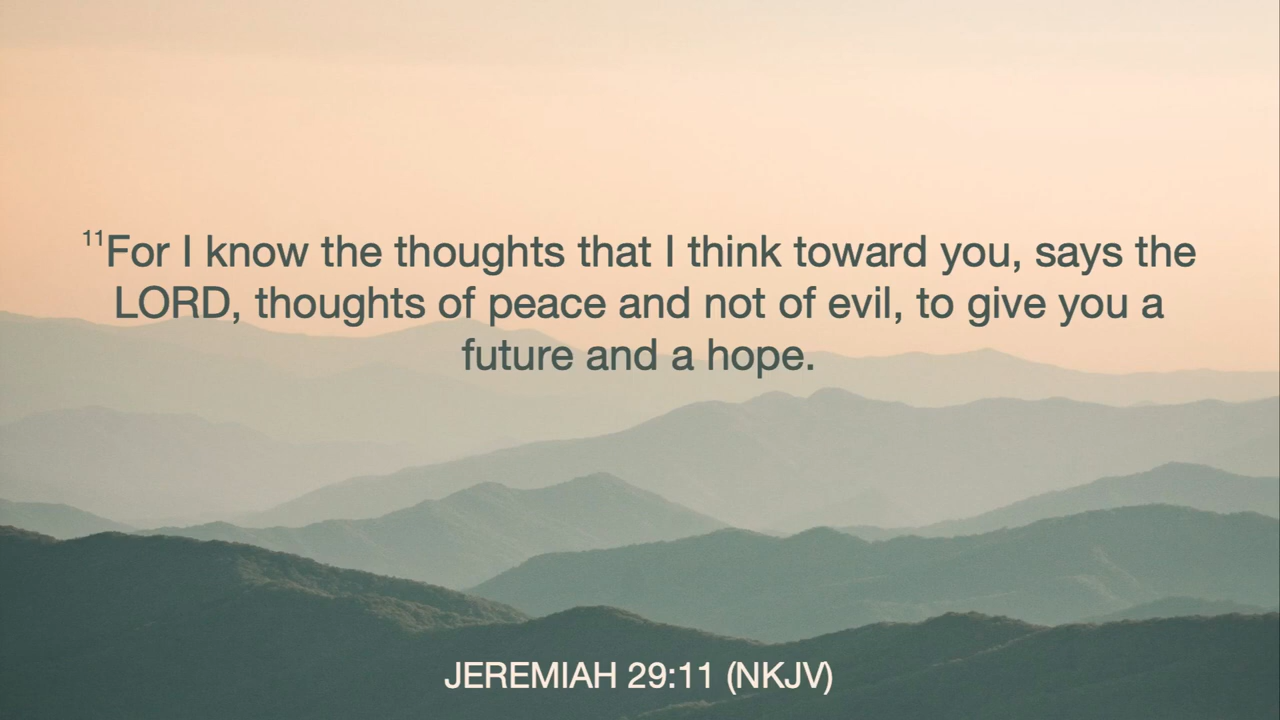 ¹¹For I know the thoughts that I think toward you, says the
LORD, thoughts of peace and not of evil, to give you a
future and a hope.
JEREMIAH 29:11 (NKJV)